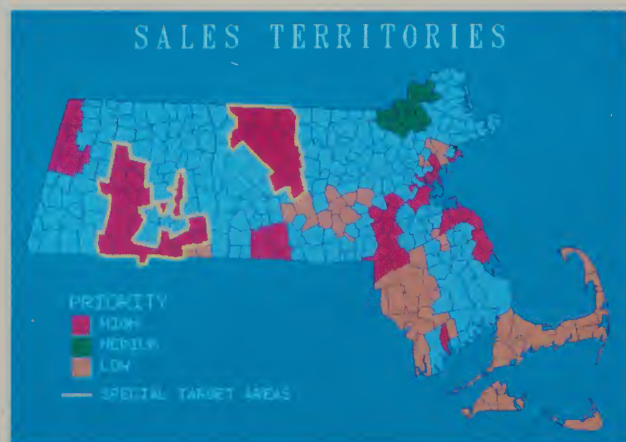 SALES TERRITORIES
PRIORITY
HIGH
MEDIUM
LOW
SPECIAL TARGET AREAS